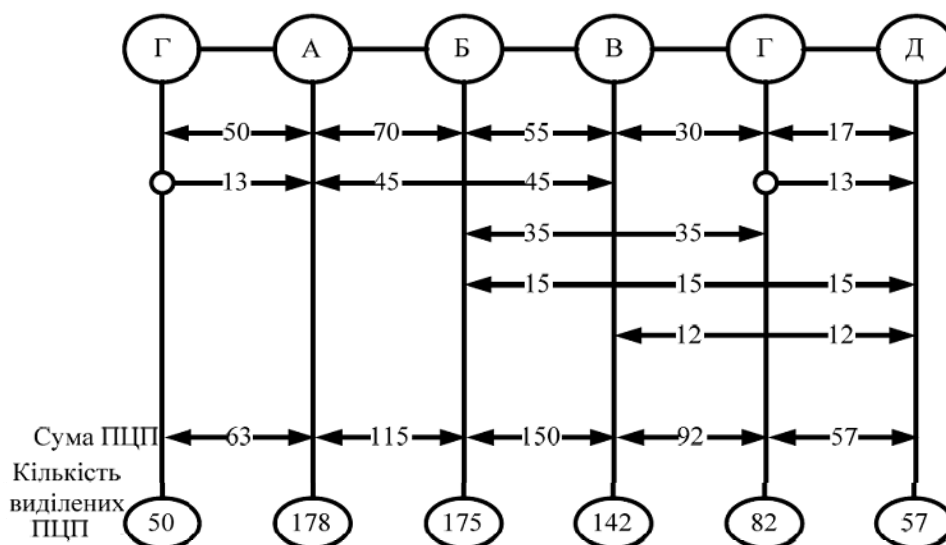 Г А Б В Г Д
50 70 55 30 17
13 45 45 13
35 35
15 15 15
12 12
Сума ПЦП 63 115 150 92 57
Кількість
виділених
ПЦП 50 178 175 142 82 57